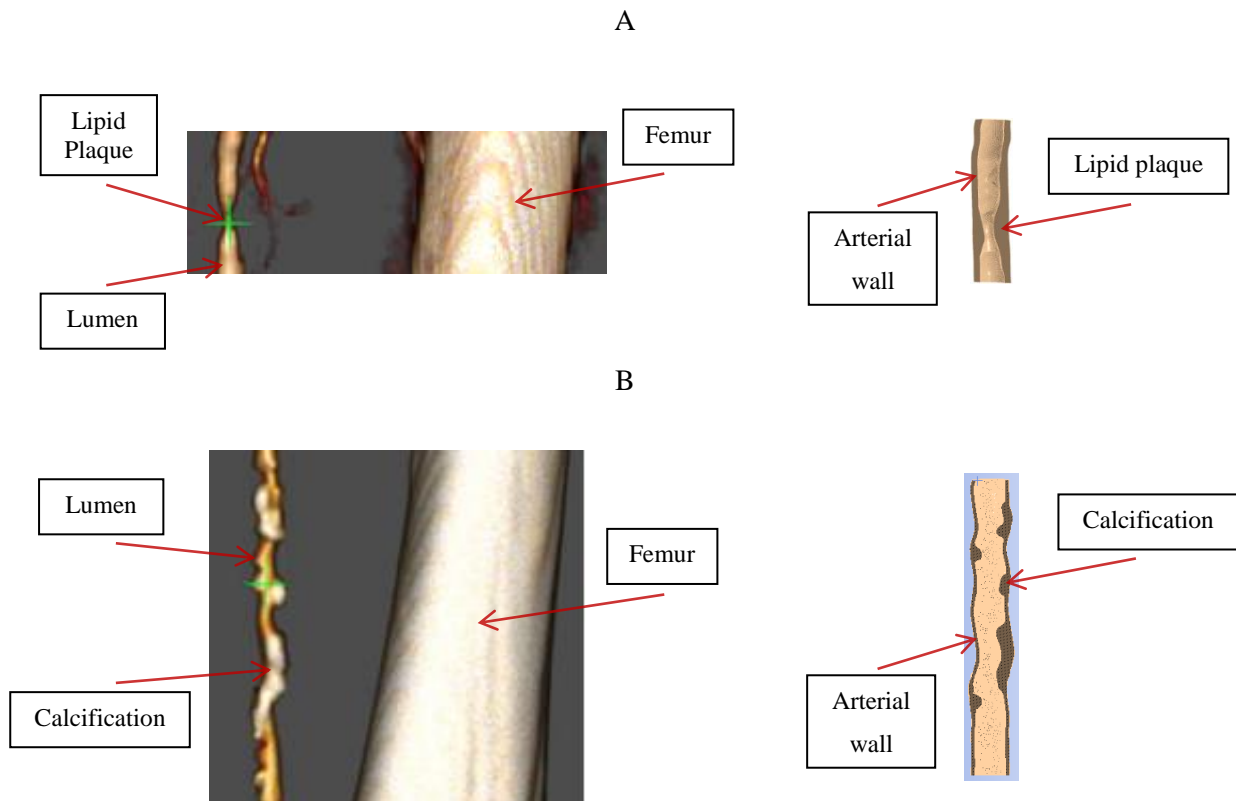 A
Lipid
Plaque
Femur
Lipid plaque
Arterial
wall
Lumen
B
Lumen
Calcification
Femur
Calcification
Arterial
wall